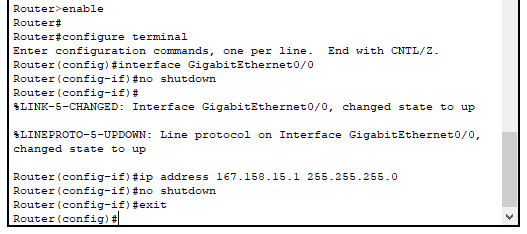 Router>enable
Router#
Router#configure terminal
Enter configuration commands, one per line.  End with CNTL/Z.
Router(config)#interface GigabitEthernet0/0
Router(config-if)#no shutdown
Router(config-if)#
%LINK-5-CHANGED: Interface GigabitEthernet0/0, changed state to up
%LINEPROTO-5-UPDOWN: Line protocol on Interface GigabitEthernet0/0,
changed state to up
Router(config-if)#ip address 167.158.15.1 255.255.255.0
Router(config-if)#no shutdown
Router(config-if)#exit
Router(config)#